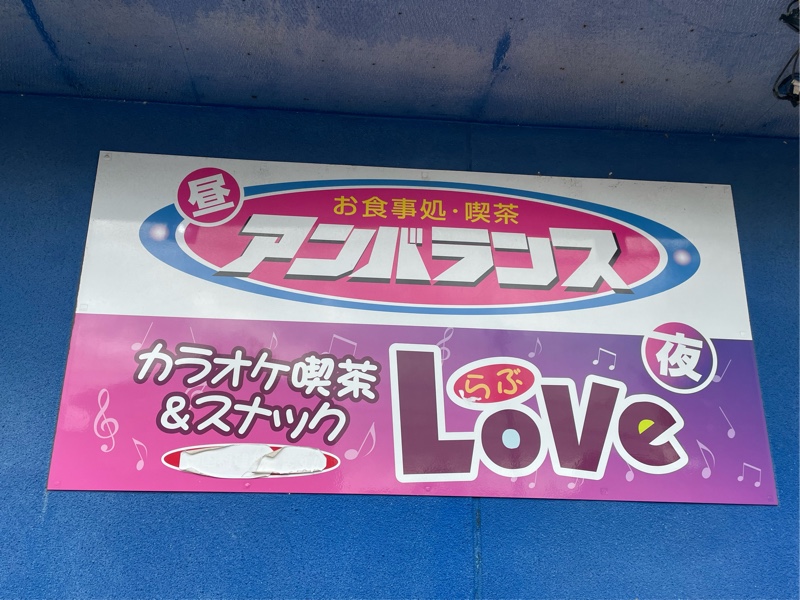 昼
お食事処・喫茶
アンバランス
夜
カラオケ喫茶
&スナック
らぶ
Love